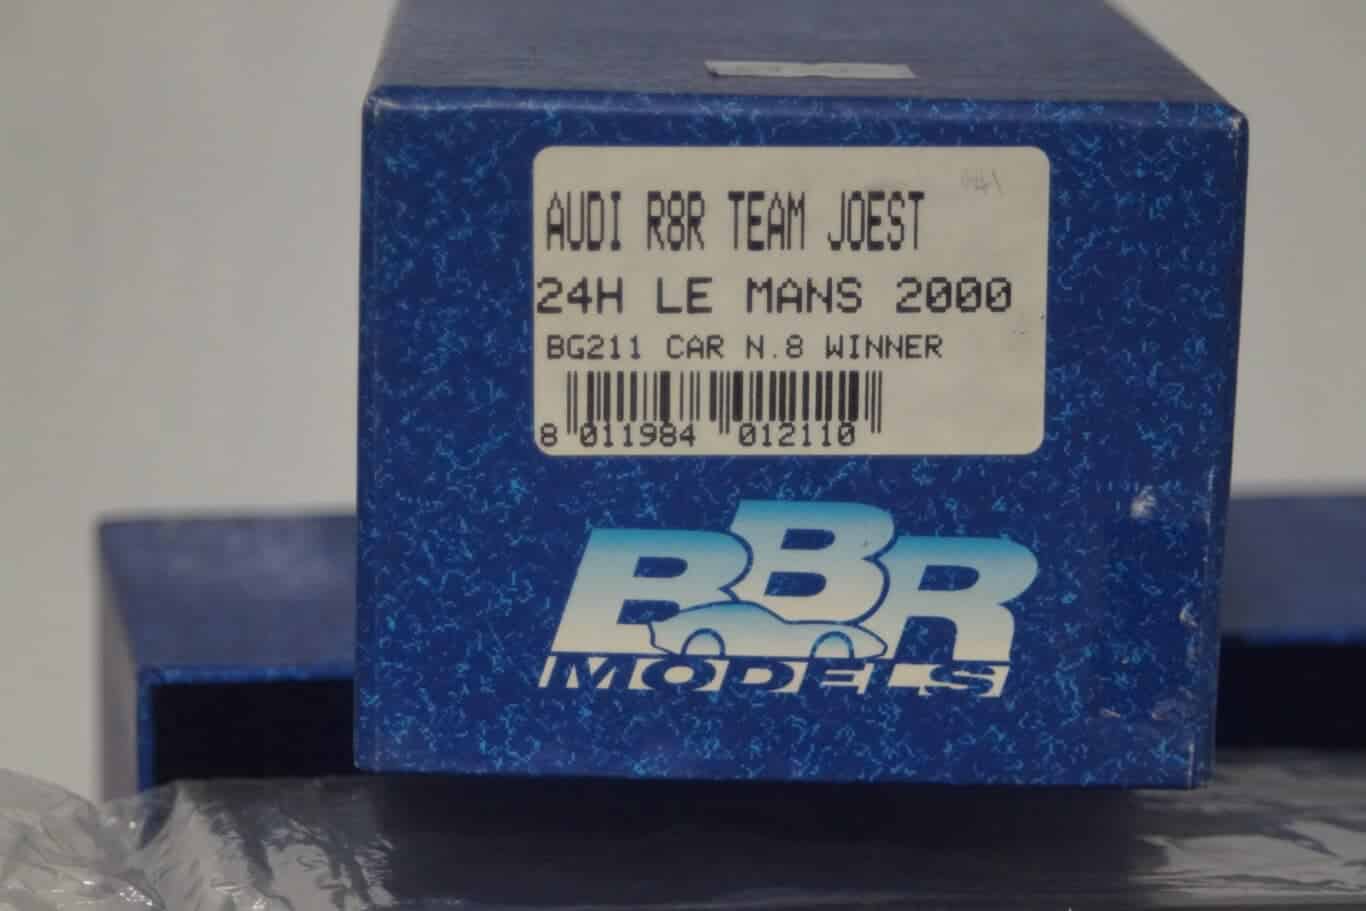 AUDI R8R TEAM JOEST
24H LE MANS 2000
BG211 CAR N.8 WINNER
8 011984 012110
BBR
MODELS